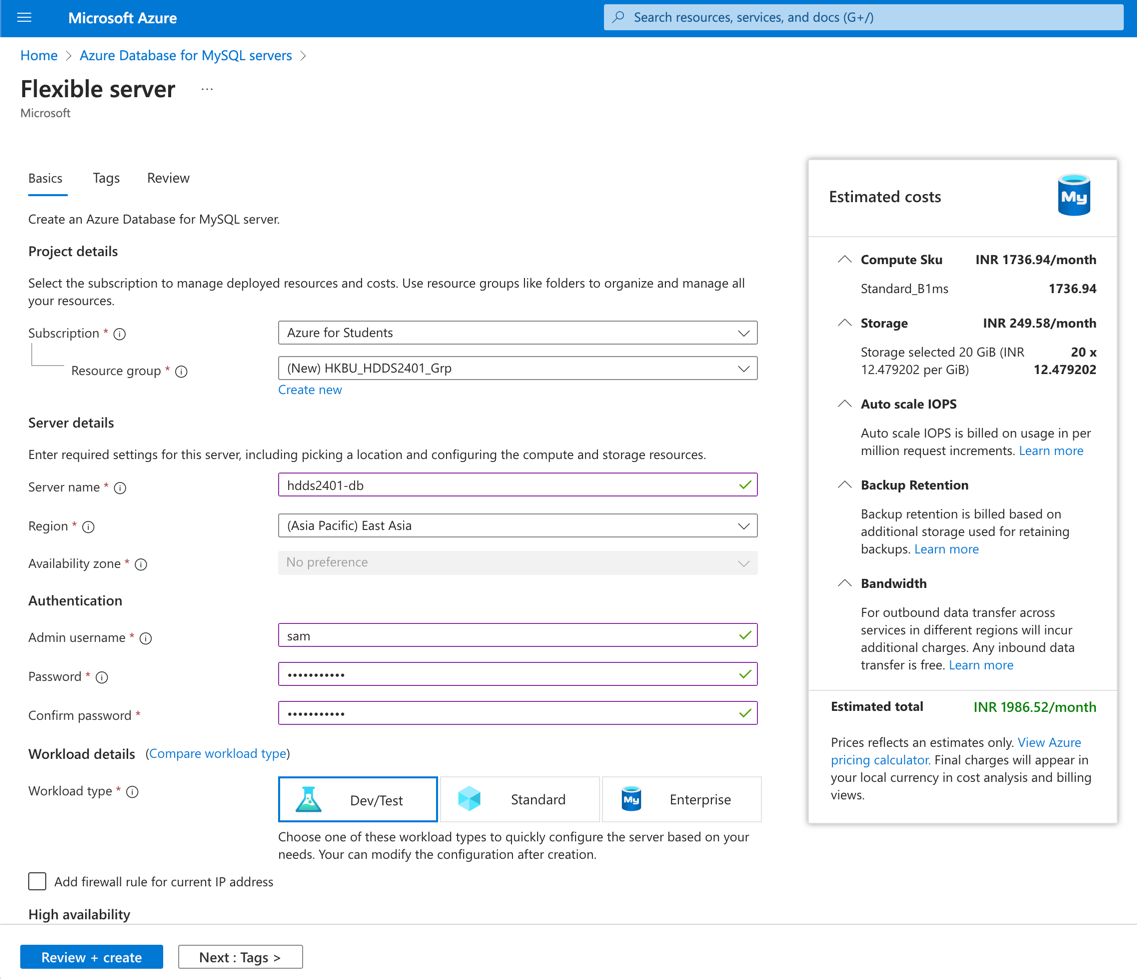 Microsoft Azure
Search resources, services, and docs (G+/)
Home > Azure Database for MySQL servers >
Flexible server ...
Microsoft
Basics Tags Review
Create an Azure Database for MySQL server.
Project details
Select the subscription to manage deployed resources and costs. Use resource groups like folders to organize and manage all
your resources.
Subscription *
Azure for Students
Resource group *
(New) HKBU_HDDS2401_Grp
Create new
Server details
Enter required settings for this server, including picking a location and configuring the compute and storage resources.
Server name *
hdds2401-db
Region *
(Asia Pacific) East Asia
Availability zone *
No preference
Authentication
Admin username *
sam
Password *
•••••••••••
Confirm password *
•••••••••••
Workload details (Compare workload type)
Workload type *
Dev/Test
Standard
My
Enterprise
Choose one of these workload types to quickly configure the server based on your
needs. Your can modify the configuration after creation.
Add firewall rule for current IP address
High availability
Review + create
Next : Tags >
Estimated costs
My
Compute Sku INR 1736.94/month
Standard_B1ms 1736.94
Storage INR 249.58/month
Storage selected 20 GiB (INR 20 x
12.479202 per GiB) 12.479202
Auto scale IOPS
Auto scale IOPS is billed on usage in per
million request increments. Learn more
Backup Retention
Backup retention is billed based on
additional storage used for retaining
backups. Learn more
Bandwidth
For outbound data transfer across
services in different regions will incur
additional charges. Any inbound data
transfer is free. Learn more
Estimated total INR 1986.52/month
Prices reflects an estimates only. View Azure
pricing calculator. Final charges will appear in
your local currency in cost analysis and billing
views.